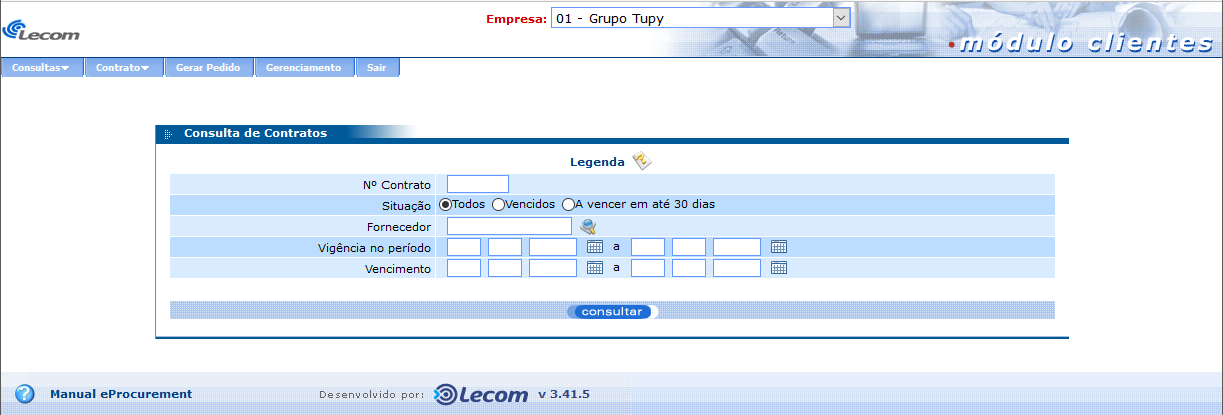 Lecom
Empresa: 01 - Grupo Tupy
módulo clientes
Consultas Contrato Gerar Pedido Gerenciamento Sair
Consulta de Contratos
Legenda
Nº Contrato
Situação Todos Vencidos A vencer em até 30 dias
Fornecedor
Vigência no período a
Vencimento a
consultar
Manual eProcurement Desenvolvido por: Lecom v 3.41.5